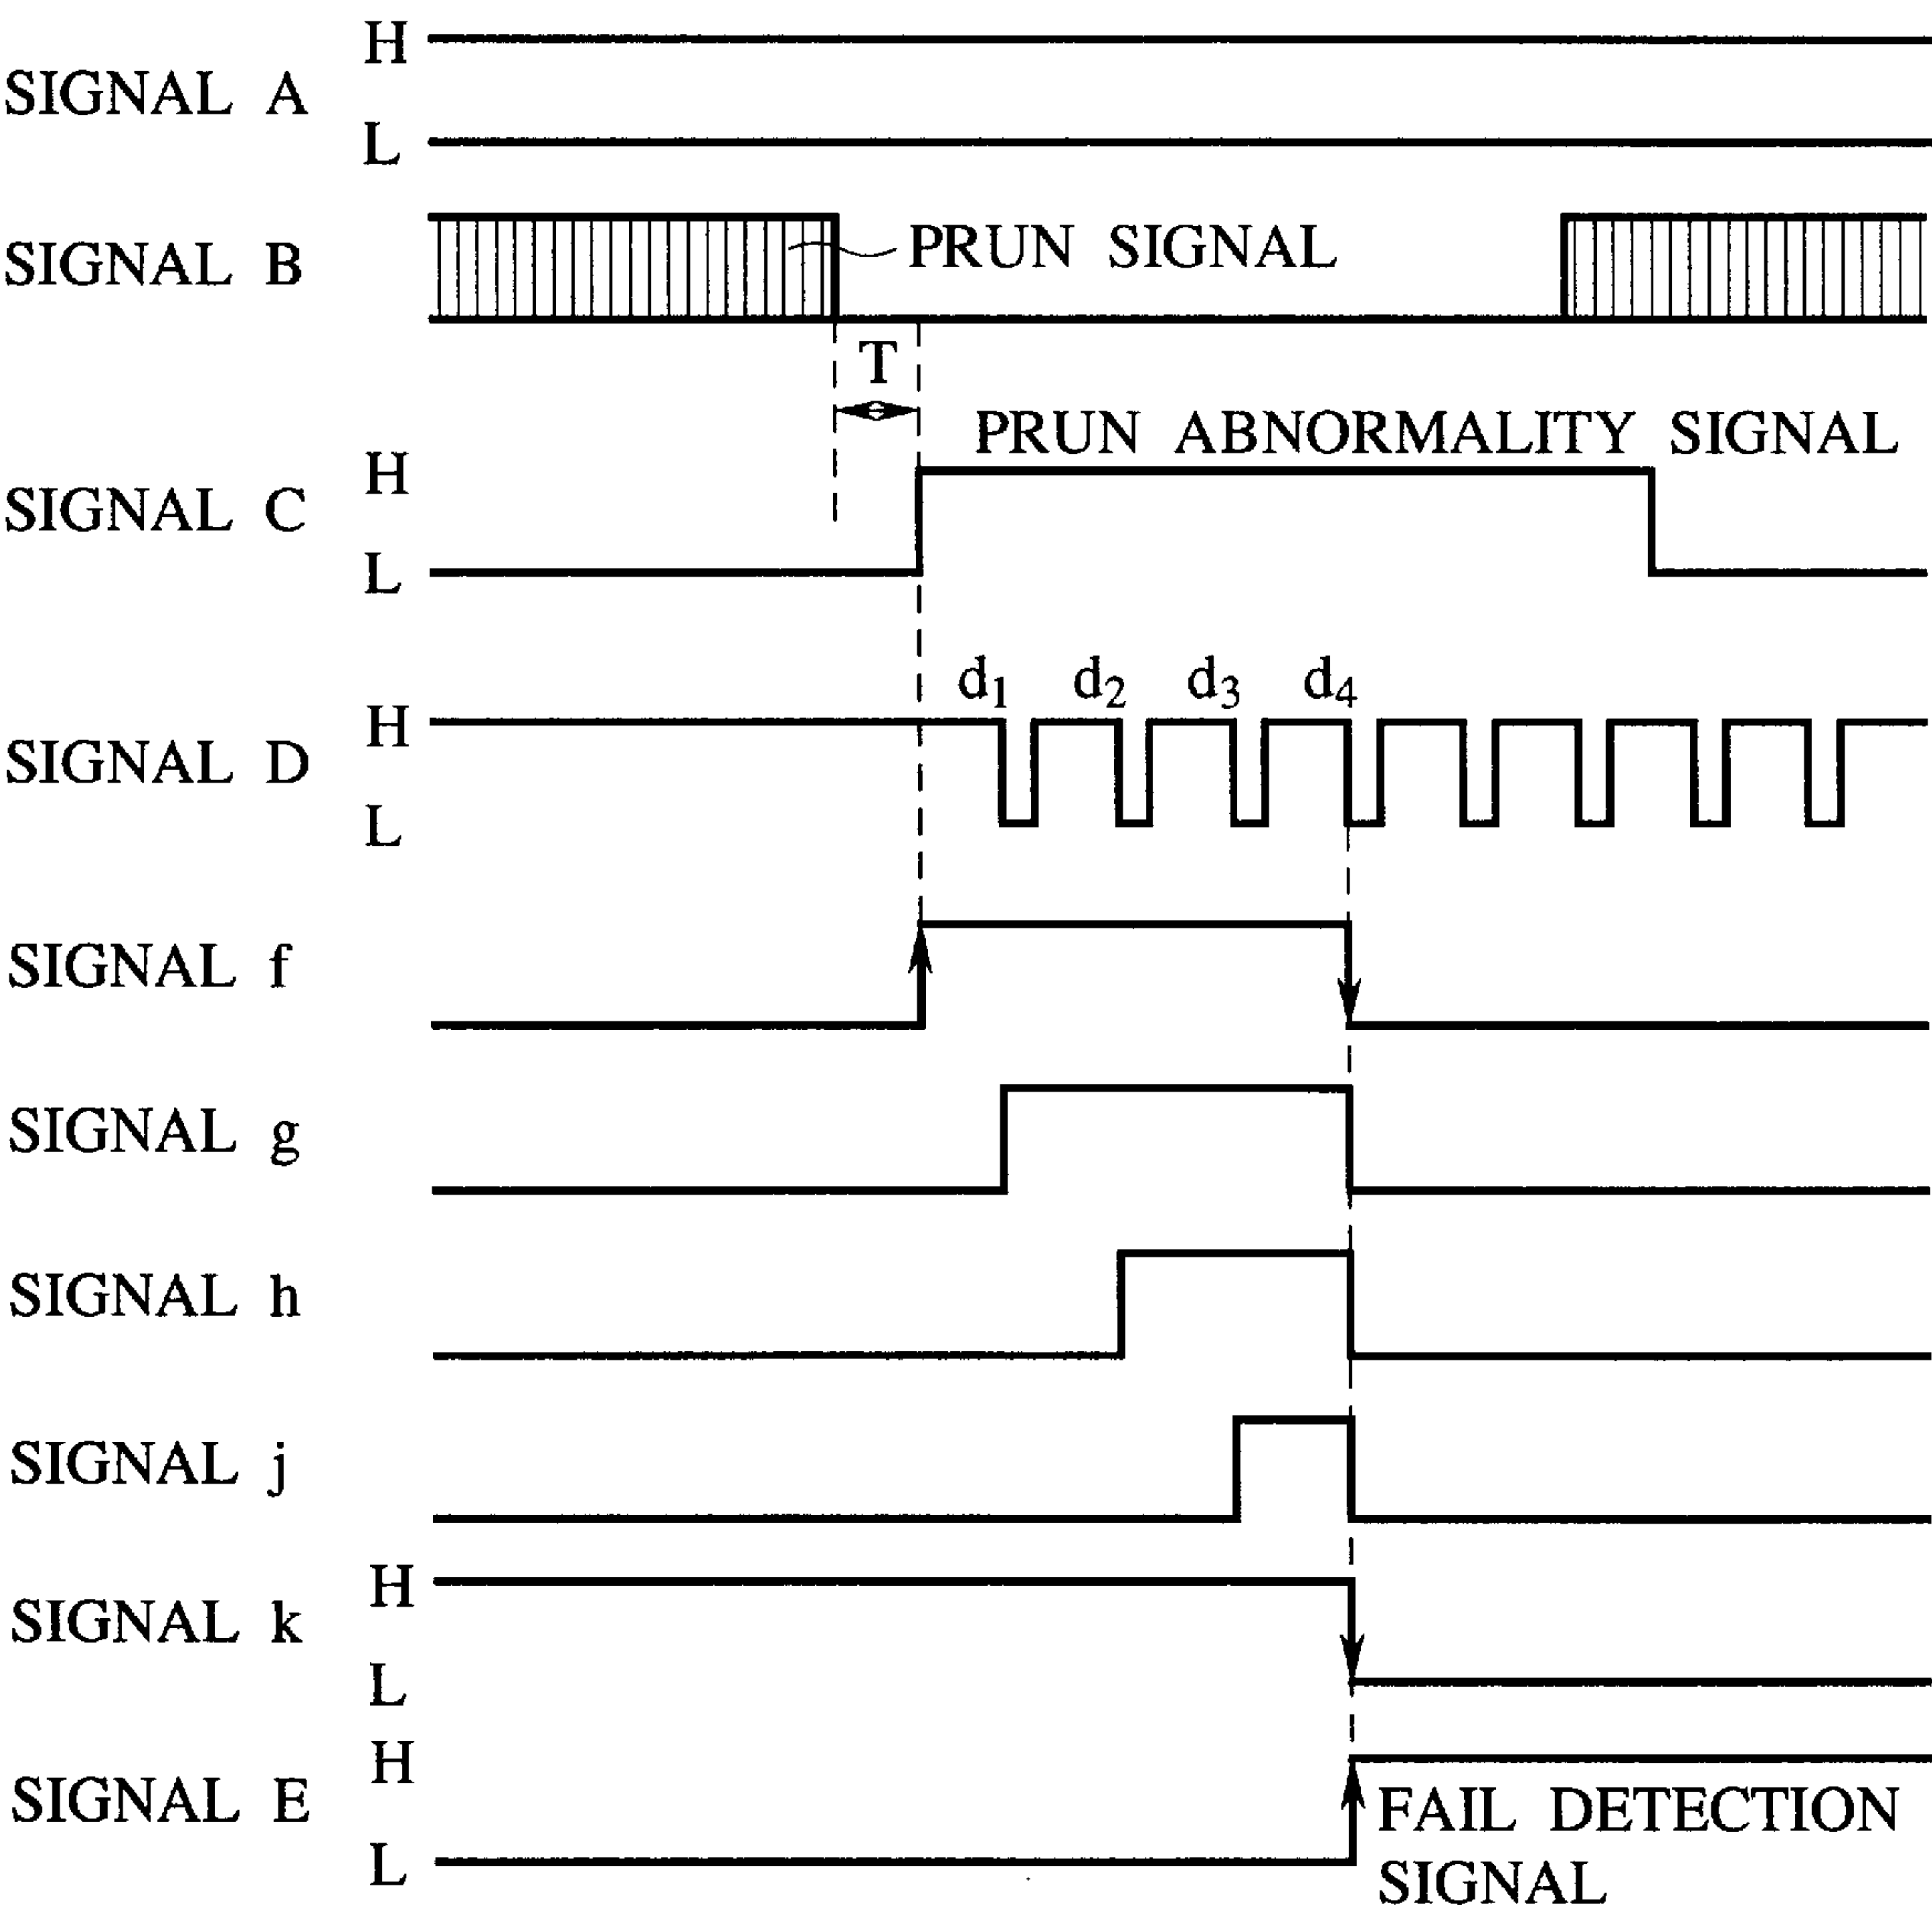 H
SIGNAL A
L
SIGNAL B
PRUN SIGNAL
T
PRUN ABNORMALITY SIGNAL
H
SIGNAL C
L
d1 d2 d3 d4
H
SIGNAL D
L
SIGNAL f
SIGNAL g
SIGNAL h
SIGNAL j
H
SIGNAL k
L
H
SIGNAL E
FAIL DETECTION
L
SIGNAL